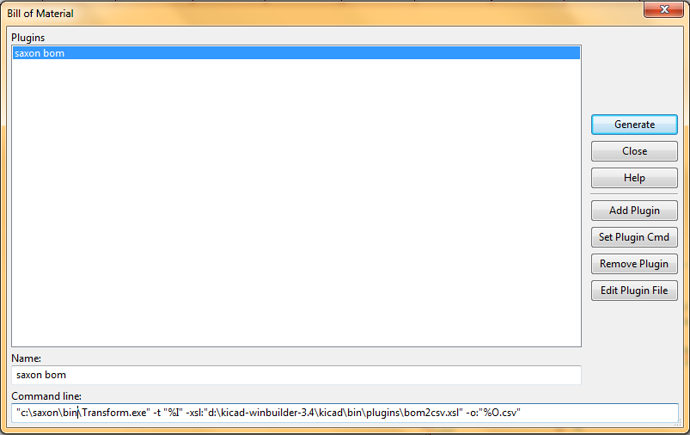 Bill of Material
Plugins
saxon bom
Generate
Close
Help
Add Plugin
Set Plugin Cmd
Remove Plugin
Edit Plugin File
Name:
saxon bom
Command line:
"c:\saxon\bin\Transform.exe" -t "%I" -xsl:"d:\kicad-winbuilder-3.4\kicad\bin\plugins\bom2csv.xsl" -o:"%O.csv"